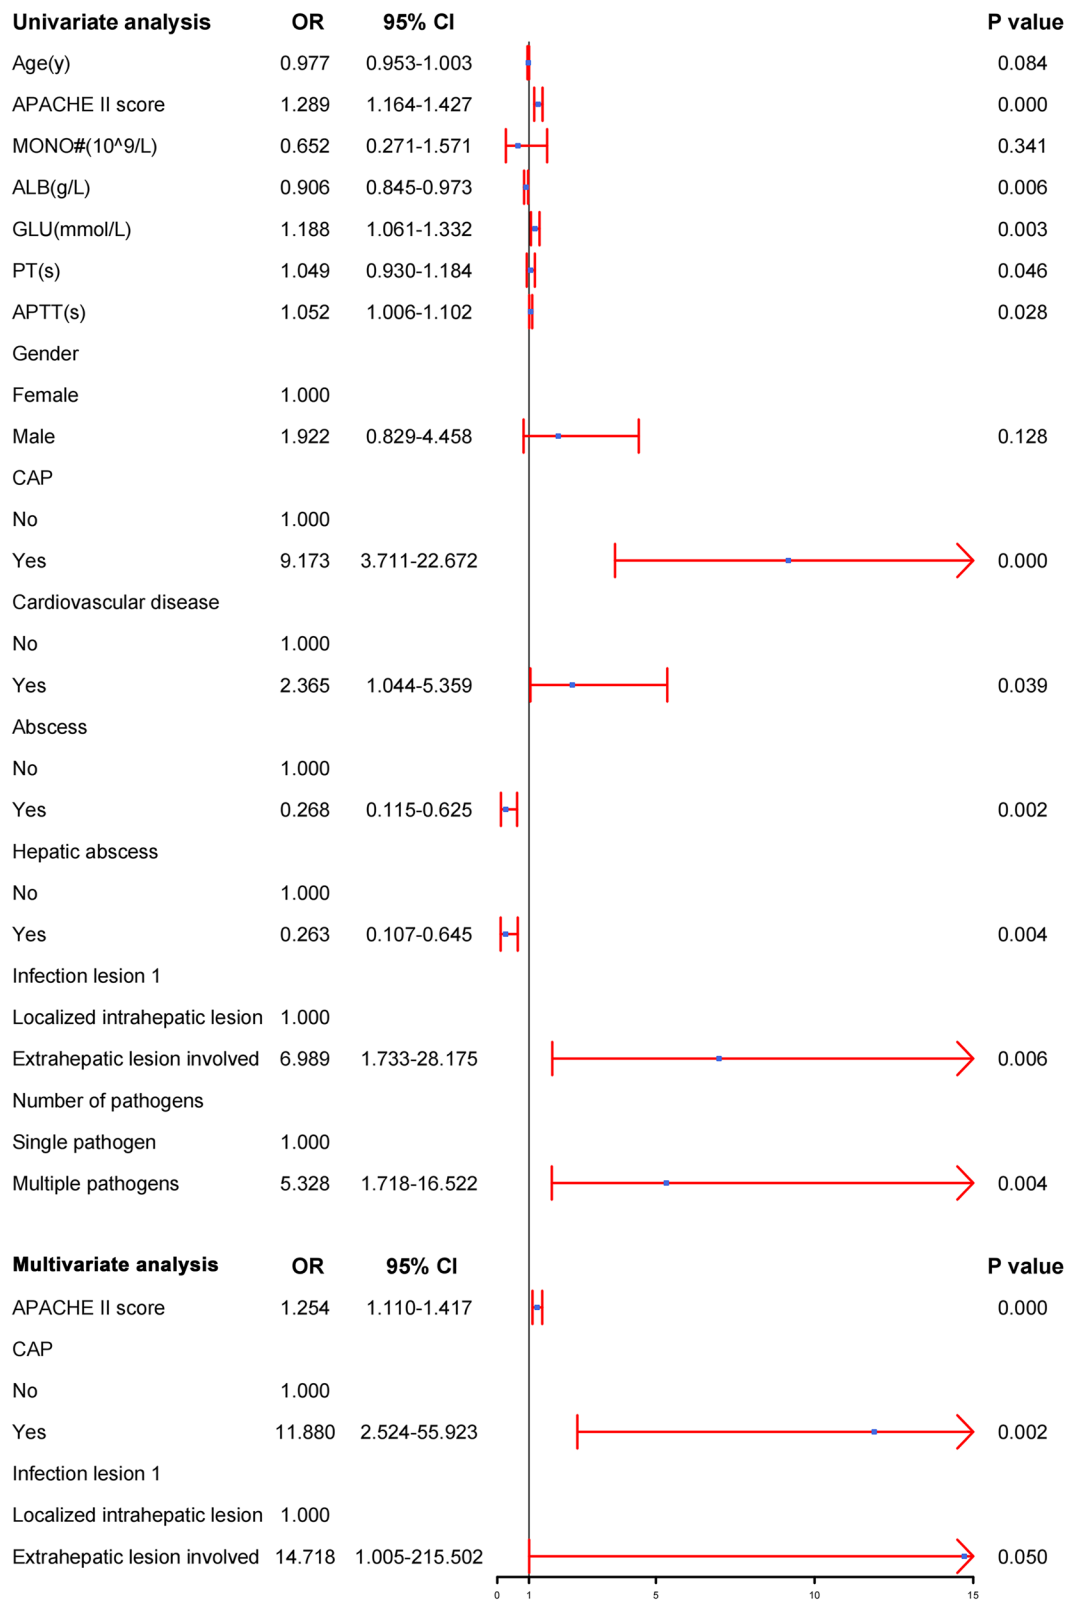 Univariate analysis OR 95% CI P value
Age(y) 0.977 0.953-1.003 0.084
APACHE II score 1.289 1.164-1.427 0.000
MONO#(10^9/L) 0.652 0.271-1.571 0.341
ALB(g/L) 0.906 0.845-0.973 0.006
GLU(mmol/L) 1.188 1.061-1.332 0.003
PT(s) 1.049 0.930-1.184 0.046
APTT(s) 1.052 1.006-1.102 0.028
Gender
Female 1.000
Male 1.922 0.829-4.458 0.128
CAP
No 1.000
Yes 9.173 3.711-22.672 0.000
Cardiovascular disease
No 1.000
Yes 2.365 1.044-5.359 0.039
Abscess
No 1.000
Yes 0.268 0.115-0.625 0.002
Hepatic abscess
No 1.000
Yes 0.263 0.107-0.645 0.004
Infection lesion 1
Localized intrahepatic lesion 1.000
Extrahepatic lesion involved 6.989 1.733-28.175 0.006
Number of pathogens
Single pathogen 1.000
Multiple pathogens 5.328 1.718-16.522 0.004
Multivariate analysis OR 95% CI P value
APACHE II score 1.254 1.110-1.417 0.000
CAP
No 1.000
Yes 11.880 2.524-55.923 0.002
Infection lesion 1
Localized intrahepatic lesion 1.000
Extrahepatic lesion involved 14.718 1.005-215.502 0.050
0 1 5 10 15